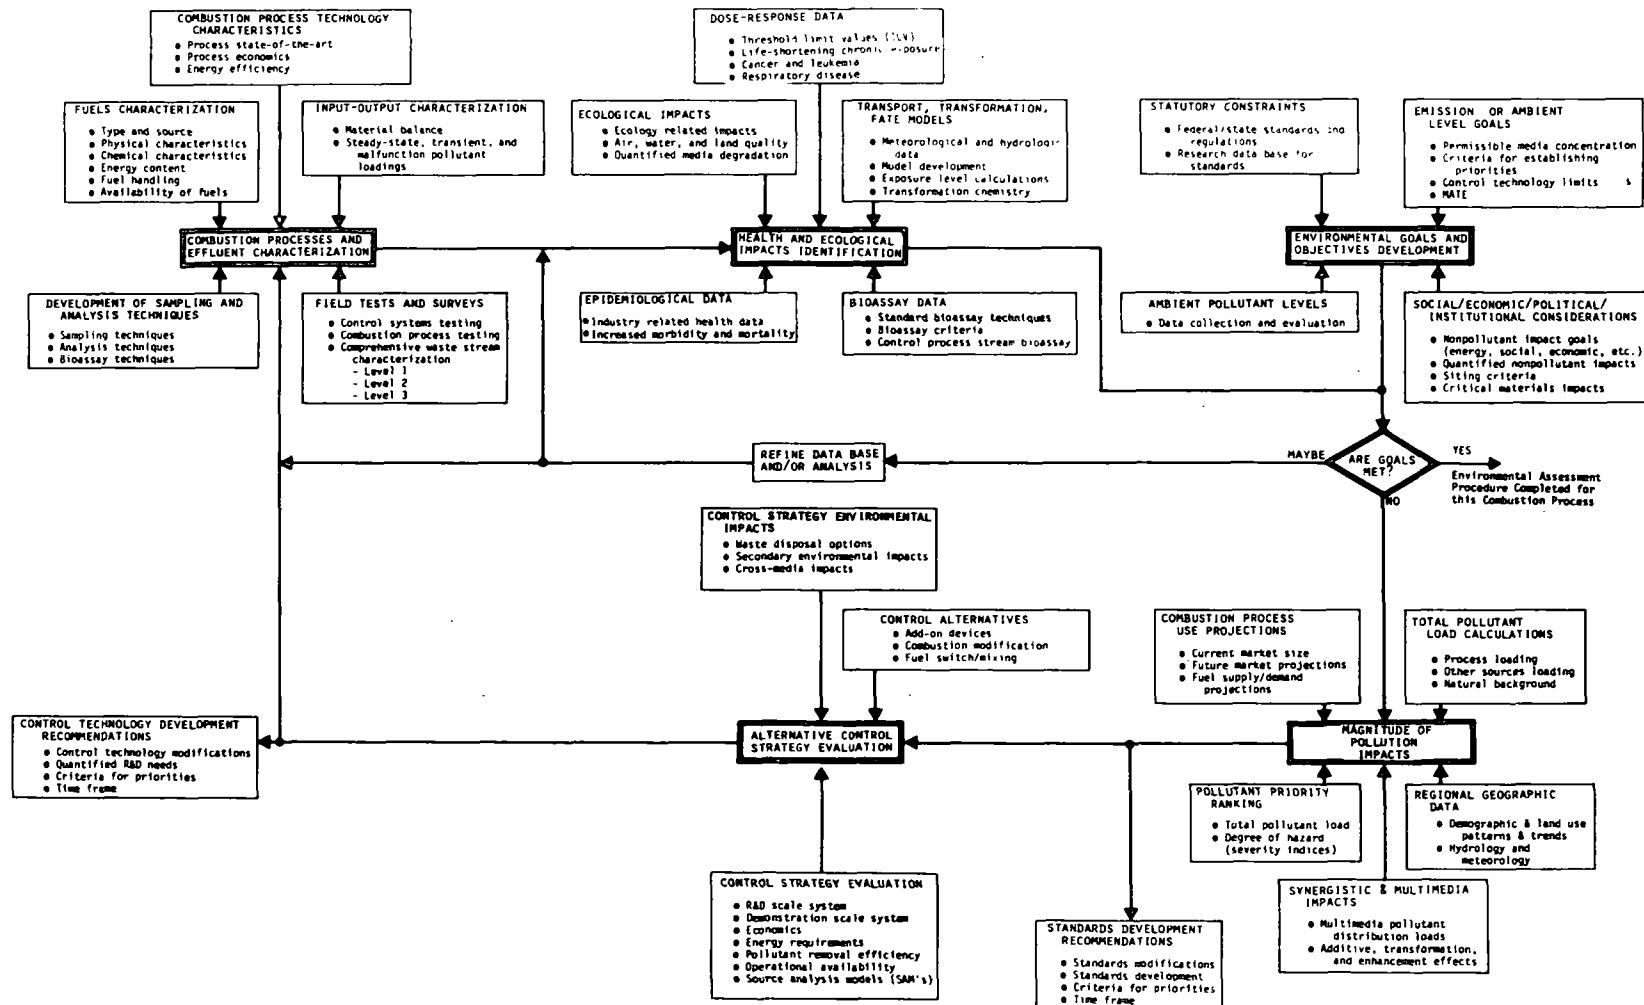 COMBUSTION PROCESS TECHNOLOGY
CHARACTERISTICS
• Process state-of-the-art
• Process economics
• Energy efficiency
DOSE-RESPONSE DATA
• Threshold limit values (TLV)
• Life-shortening chronic exposure
• Cancer and leukemia
• Respiratory disease
FUELS CHARACTERIZATION
• Type and source
• Physical characteristics
• Chemical characteristics
• Energy content
• Fuel handling
• Availability of fuels
INPUT-OUTPUT CHARACTERIZATION
• Material balance
• Steady-state, transient, and
malfunction pollutant
loadings
ECOLOGICAL IMPACTS
• Ecology related impacts
• Air, water, and land quality
• Quantified media degradation
TRANSPORT, TRANSFORMATION,
FATE MODELS
• Meteorological and hydrologic
data
• Model development
• Exposure level calculations
• Transformation chemistry
STATUTORY CONSTRAINTS
• Federal/state standards and
regulations
• Research data base for
standards
EMISSION OR AMBIENT
LEVEL GOALS
• Permissible media concentration
• Criteria for establishing
priorities
• Control technology limits s
• MATE
COMBUSTION PROCESSES AND
EFFLUENT CHARACTERIZATION
HEALTH AND ECOLOGICAL
IMPACTS IDENTIFICATION
ENVIRONMENTAL GOALS AND
OBJECTIVES DEVELOPMENT
DEVELOPMENT OF SAMPLING AND
ANALYSIS TECHNIQUES
• Sampling techniques
• Analysis techniques
• Bioassay techniques
FIELD TESTS AND SURVEYS
• Control systems testing
• Combustion process testing
• Comprehensive waste stream
characterization
- Level 1
- Level 2
- Level 3
EPIDEMIOLOGICAL DATA
• Industry related health data
• Increased morbidity and mortality
BIOASSAY DATA
• Standard bioassay techniques
• Bioassay criteria
• Control process stream bioassay
AMBIENT POLLUTANT LEVELS
• Data collection and evaluation
SOCIAL/ECONOMIC/POLITICAL/
INSTITUTIONAL CONSIDERATIONS
• Nonpollutant impact goals
(energy, social, economic, etc.)
• Quantified nonpollutant impacts
• Siting criteria
• Critical materials impacts
REFINE DATA BASE
AND/OR ANALYSIS
MAYBE
ARE GOALS
MET?
YES
Environmental Assessment
Procedure Completed for
this Combustion Process
NO
CONTROL STRATEGY ENVIRONMENTAL
IMPACTS
• Waste disposal options
• Secondary environmental impacts
• Cross-media impacts
CONTROL ALTERNATIVES
• Add-on devices
• Combustion modification
• Fuel switch/mixing
COMBUSTION PROCESS
USE PROJECTIONS
• Current market size
• Future market projections
• Fuel supply/demand
projections
TOTAL POLLUTANT
LOAD CALCULATIONS
• Process loading
• Other sources loading
• Natural background
CONTROL TECHNOLOGY DEVELOPMENT
RECOMMENDATIONS
• Control technology modifications
• Quantified R&D needs
• Criteria for priorities
• Time frame
ALTERNATIVE CONTROL
STRATEGY EVALUATION
MAGNITUDE OF
POLLUTION
IMPACTS
POLLUTANT PRIORITY
RANKING
• Total pollutant load
• Degree of hazard
(severity indices)
REGIONAL GEOGRAPHIC
DATA
• Demographic & land use
patterns & trends
• Hydrology and
meteorology
CONTROL STRATEGY EVALUATION
• R&D scale system
• Demonstration scale system
• Economics
• Energy requirements
• Pollutant removal efficiency
• Operational availability
• Source analysis models (SAM's)
STANDARDS DEVELOPMENT
RECOMMENDATIONS
• Standards modifications
• Standards development
• Criteria for priorities
• Time frame
SYNERGISTIC & MULTIMEDIA
IMPACTS
• Multimedia pollutant
distribution loads
• Additive, transformation,
and enhancement effects